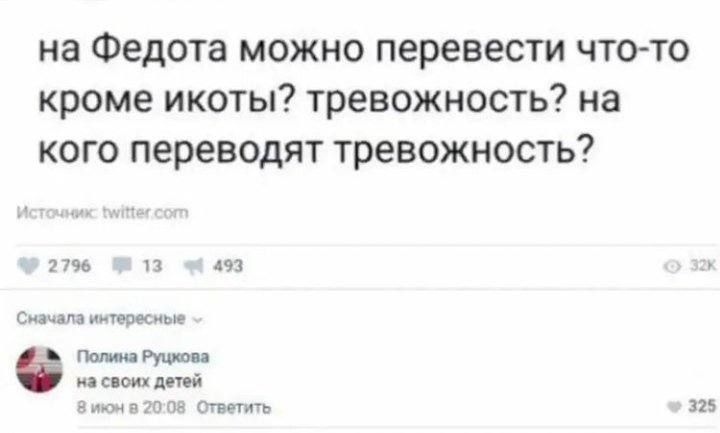 на Федота можно перевести что-то
кроме икоты? тревожность? на
кого переводят тревожность?
Источник: twitter.com
2796 13 493 32K
Сначала интересные
Полина Руцкова
на своих детей
8 июн в 20:08 Ответить 325